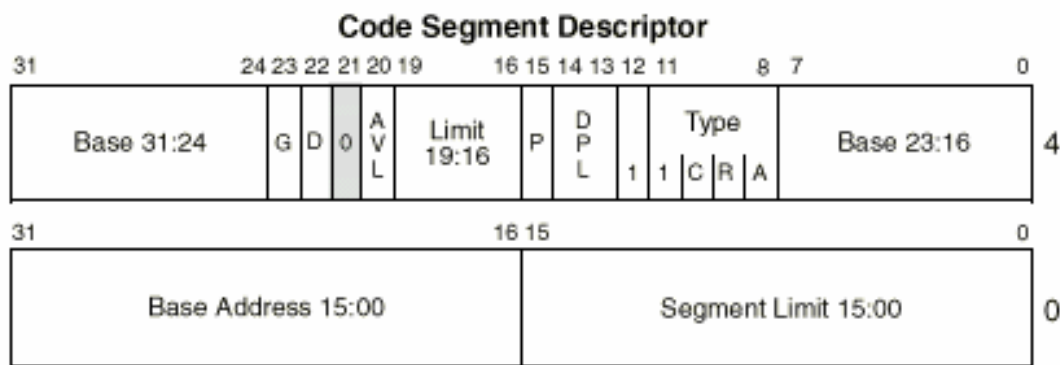 Code Segment Descriptor
31 24 23 22 21 20 19 16 15 14 13 12 11 8 7 0
Base 31:24 G D 0 AVL Limit 19:16 P DPL 1 Type 1 C R A Base 23:16 4
31 16 15 0
Base Address 15:00 Segment Limit 15:00 0